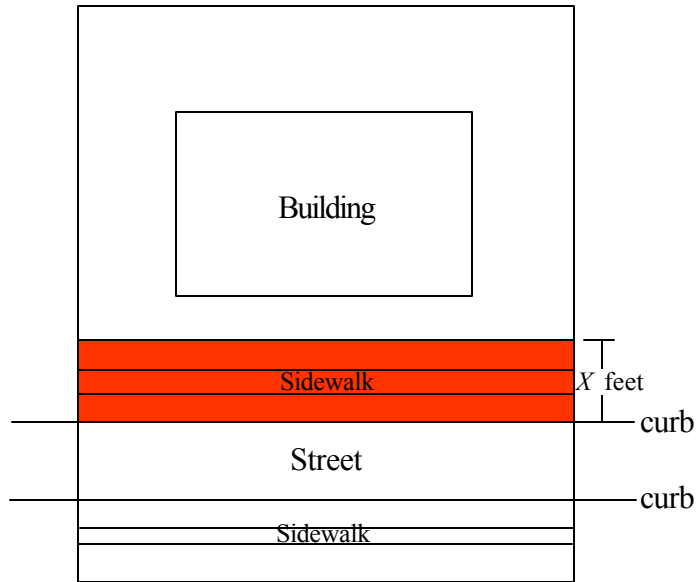 Building
Sidewalk
X feet
curb
Street
curb
Sidewalk